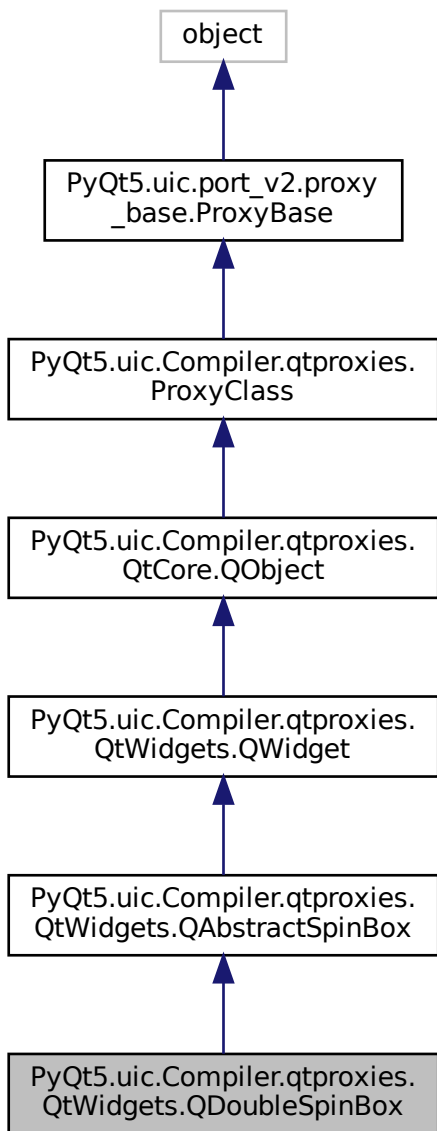 object
PyQt5.uic.port_v2.proxy
_base.ProxyBase
PyQt5.uic.Compiler.qtproxies.
ProxyClass
PyQt5.uic.Compiler.qtproxies.
QtCore.QObject
PyQt5.uic.Compiler.qtproxies.
QtWidgets.QWidget
PyQt5.uic.Compiler.qtproxies.
QtWidgets.QAbstractSpinBox
PyQt5.uic.Compiler.qtproxies.
QtWidgets.QDoubleSpinBox